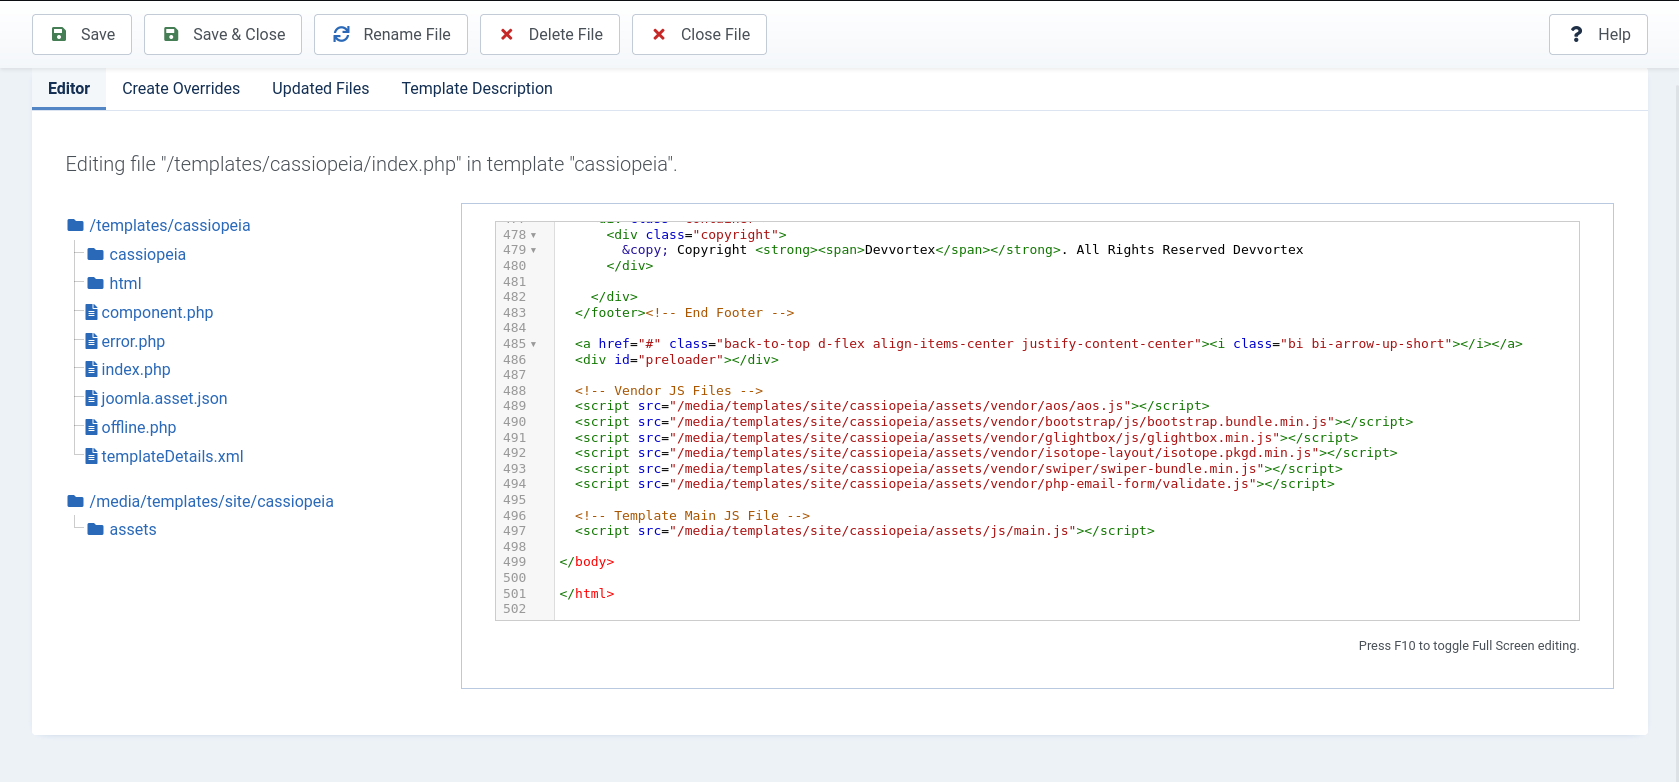 Save
Save & Close
Rename File
Delete File
Close File
Help
Editor
Create Overrides
Updated Files
Template Description
Editing file "/templates/cassiopeia/index.php" in template "cassiopeia".
/templates/cassiopeia
cassiopeia
html
component.php
error.php
index.php
joomla.asset.json
offline.php
templateDetails.xml
/media/templates/site/cassiopeia
assets
478 <div class="copyright">
479 &copy; Copyright <strong><span>Devvortex</span></strong>. All Rights Reserved Devvortex
480 </div>
481
482 </div>
483 </footer><!-- End Footer -->
484
485 <a href="#" class="back-to-top d-flex align-items-center justify-content-center"><i class="bi bi-arrow-up-short"></i></a>
486 <div id="preloader"></div>
487
488 <!-- Vendor JS Files -->
489 <script src="/media/templates/site/cassiopeia/assets/vendor/aos/aos.js"></script>
490 <script src="/media/templates/site/cassiopeia/assets/vendor/bootstrap/js/bootstrap.bundle.min.js"></script>
491 <script src="/media/templates/site/cassiopeia/assets/vendor/glightbox/js/glightbox.min.js"></script>
492 <script src="/media/templates/site/cassiopeia/assets/vendor/isotope-layout/isotope.pkgd.min.js"></script>
493 <script src="/media/templates/site/cassiopeia/assets/vendor/swiper/swiper-bundle.min.js"></script>
494 <script src="/media/templates/site/cassiopeia/assets/vendor/php-email-form/validate.js"></script>
495
496 <!-- Template Main JS File -->
497 <script src="/media/templates/site/cassiopeia/assets/js/main.js"></script>
498
499 </body>
500
501 </html>
502
Press F10 to toggle Full Screen editing.